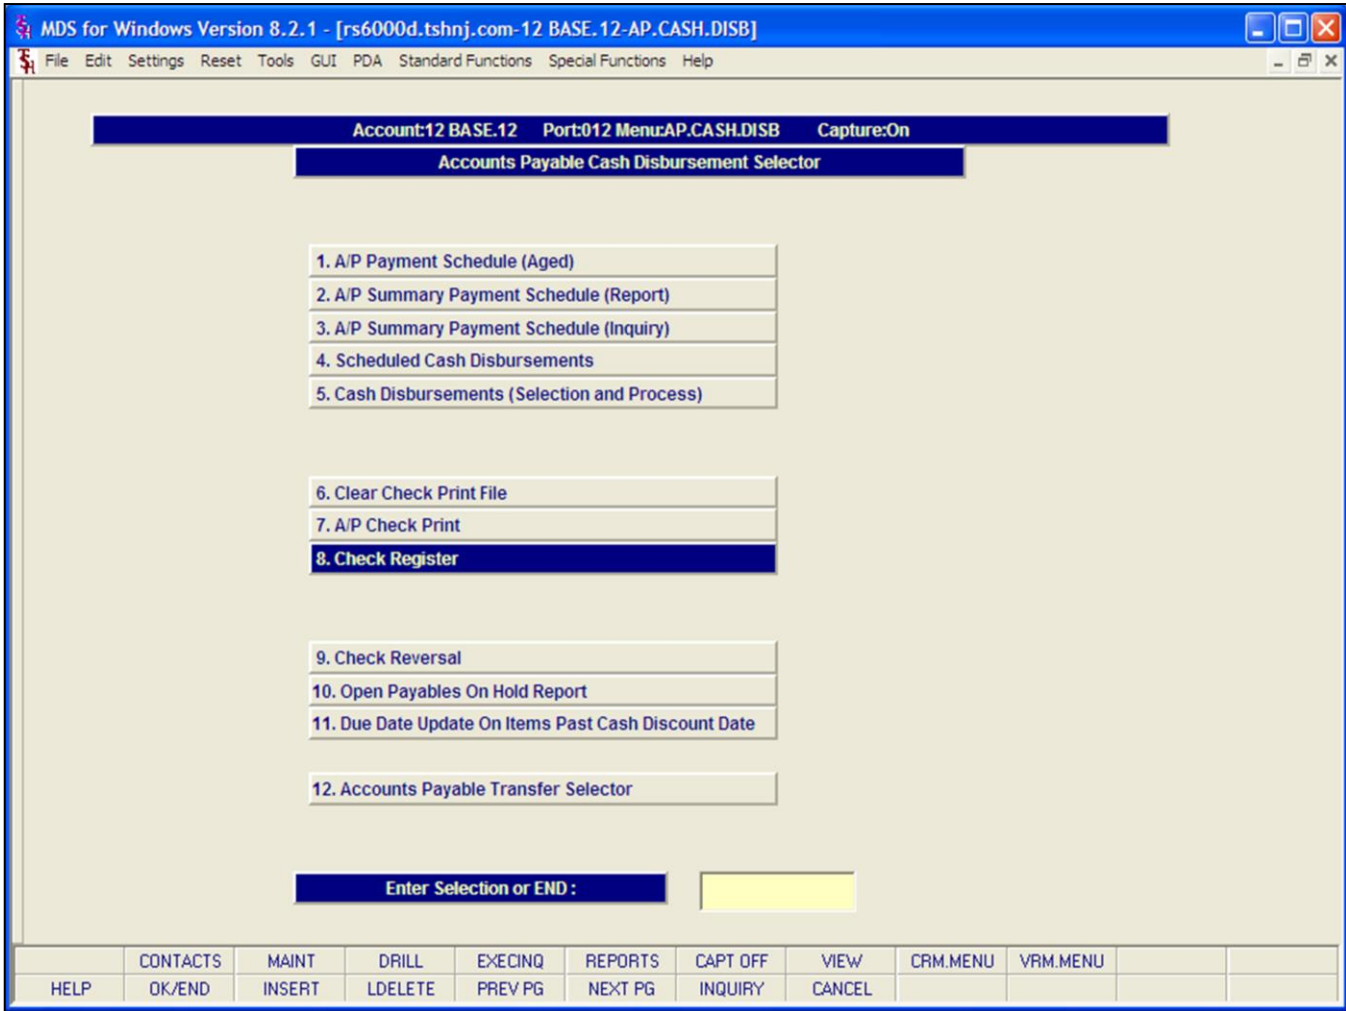 MDS for Windows Version 8.2.1 - [rs6000d.tshnj.com-12 BASE.12-AP.CASH.DISB]
File Edit Settings Reset Tools GUI PDA Standard Functions Special Functions Help
Account:12 BASE.12 Port:012 Menu:AP.CASH.DISB Capture:On
Accounts Payable Cash Disbursement Selector
1. A/P Payment Schedule (Aged)
2. A/P Summary Payment Schedule (Report)
3. A/P Summary Payment Schedule (Inquiry)
4. Scheduled Cash Disbursements
5. Cash Disbursements (Selection and Process)
6. Clear Check Print File
7. A/P Check Print
8. Check Register
9. Check Reversal
10. Open Payables On Hold Report
11. Due Date Update On Items Past Cash Discount Date
12. Accounts Payable Transfer Selector
Enter Selection or END :
CONTACTS MAINT DRILL EXECINQ REPORTS CAPT OFF VIEW CRM.MENU VRM.MENU
HELP OK/END INSERT LDELETE PREV PG NEXT PG INQUIRY CANCEL